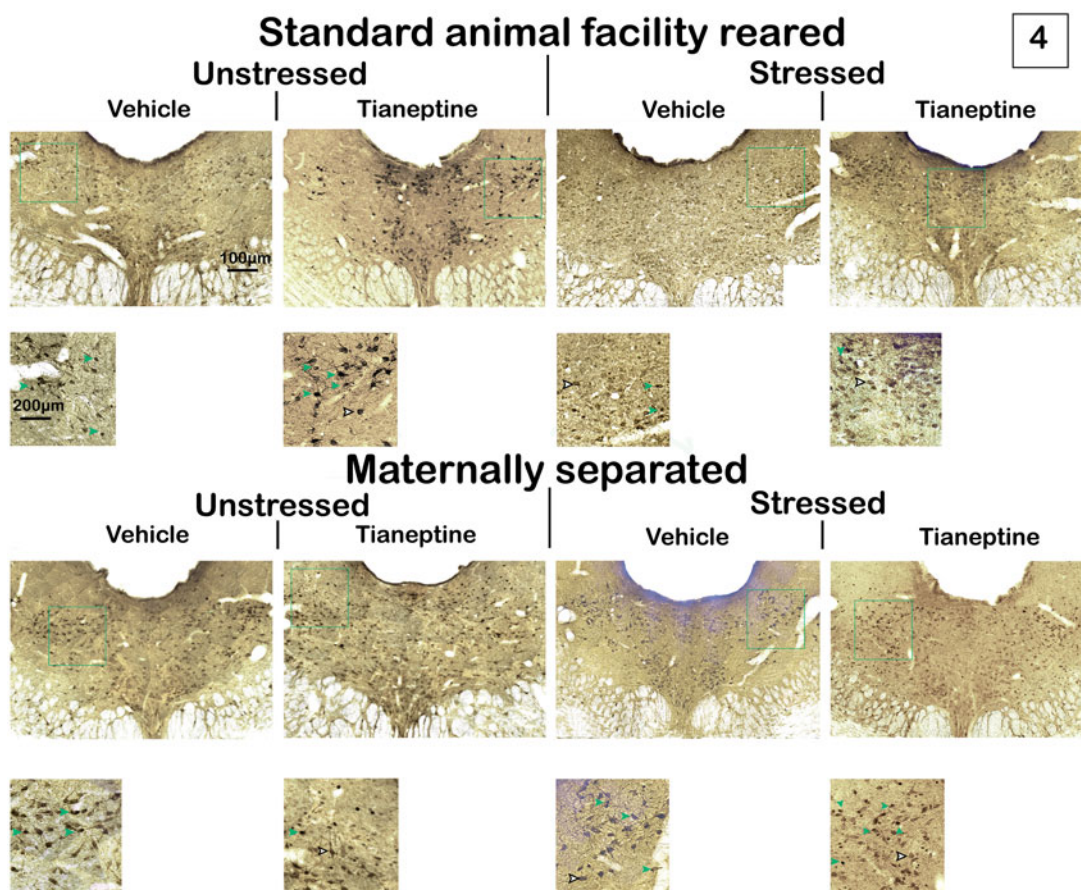 Standard animal facility reared
4
Unstressed Stressed
Vehicle Tianeptine Vehicle Tianeptine
100µm
200µm
Maternally separated
Unstressed Stressed
Vehicle Tianeptine Vehicle Tianeptine